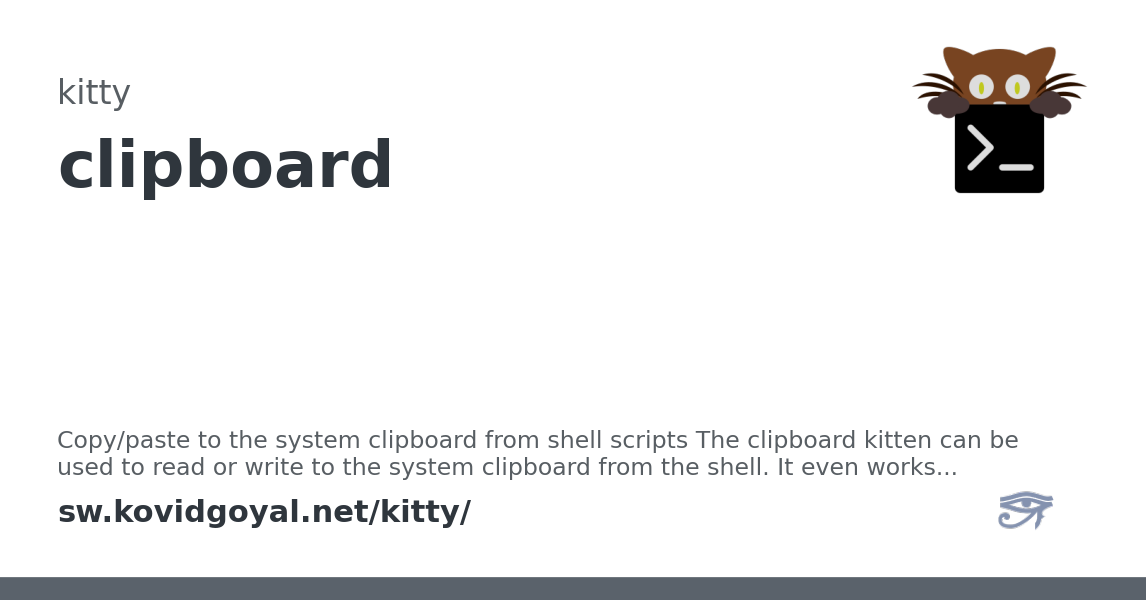 kitty
clipboard
>_
Copy/paste to the system clipboard from shell scripts The clipboard kitten can be
used to read or write to the system clipboard from the shell. It even works...
sw.kovidgoyal.net/kitty/